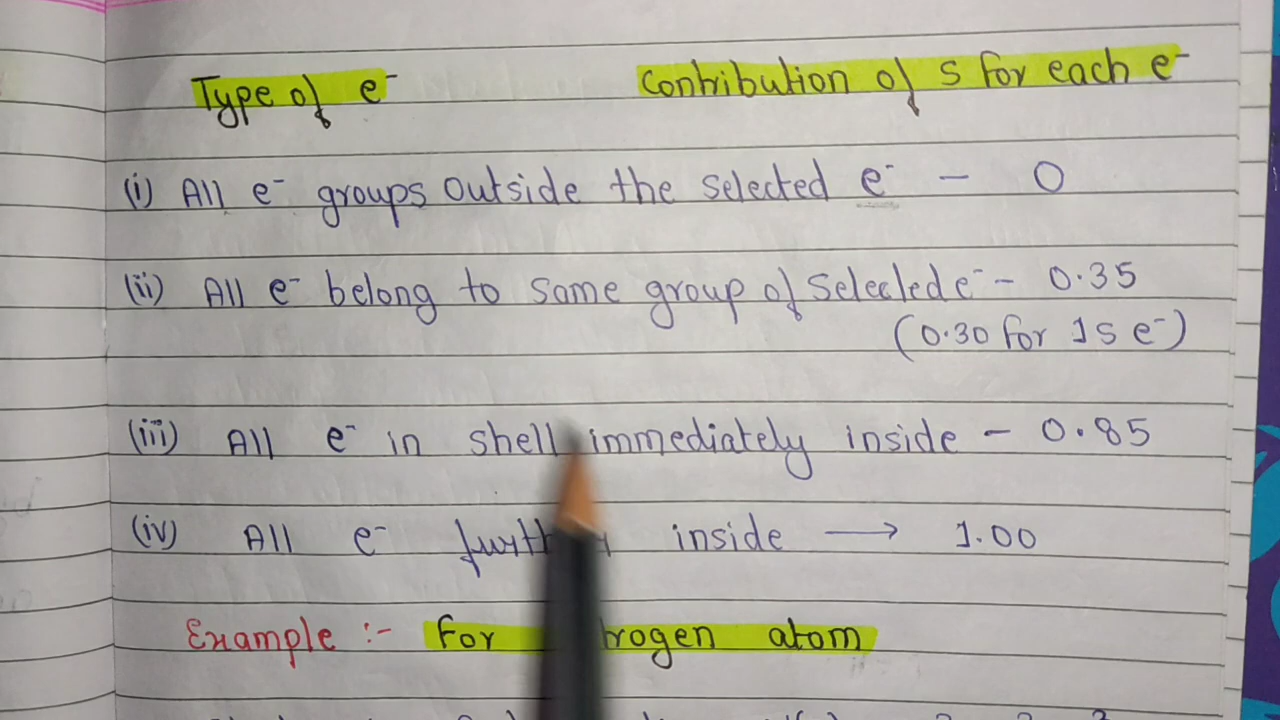 Type of e⁻ Contribution of S for each e⁻
(i) All e⁻ groups outside the selected e⁻ - 0
(ii) All e⁻ belong to same group of Selected e⁻ - 0.35
(0.30 for 1s e⁻)
(iii) All e⁻ in shell immediately inside - 0.85
(iv) All e⁻ inside → 1.00
Example :- For atom